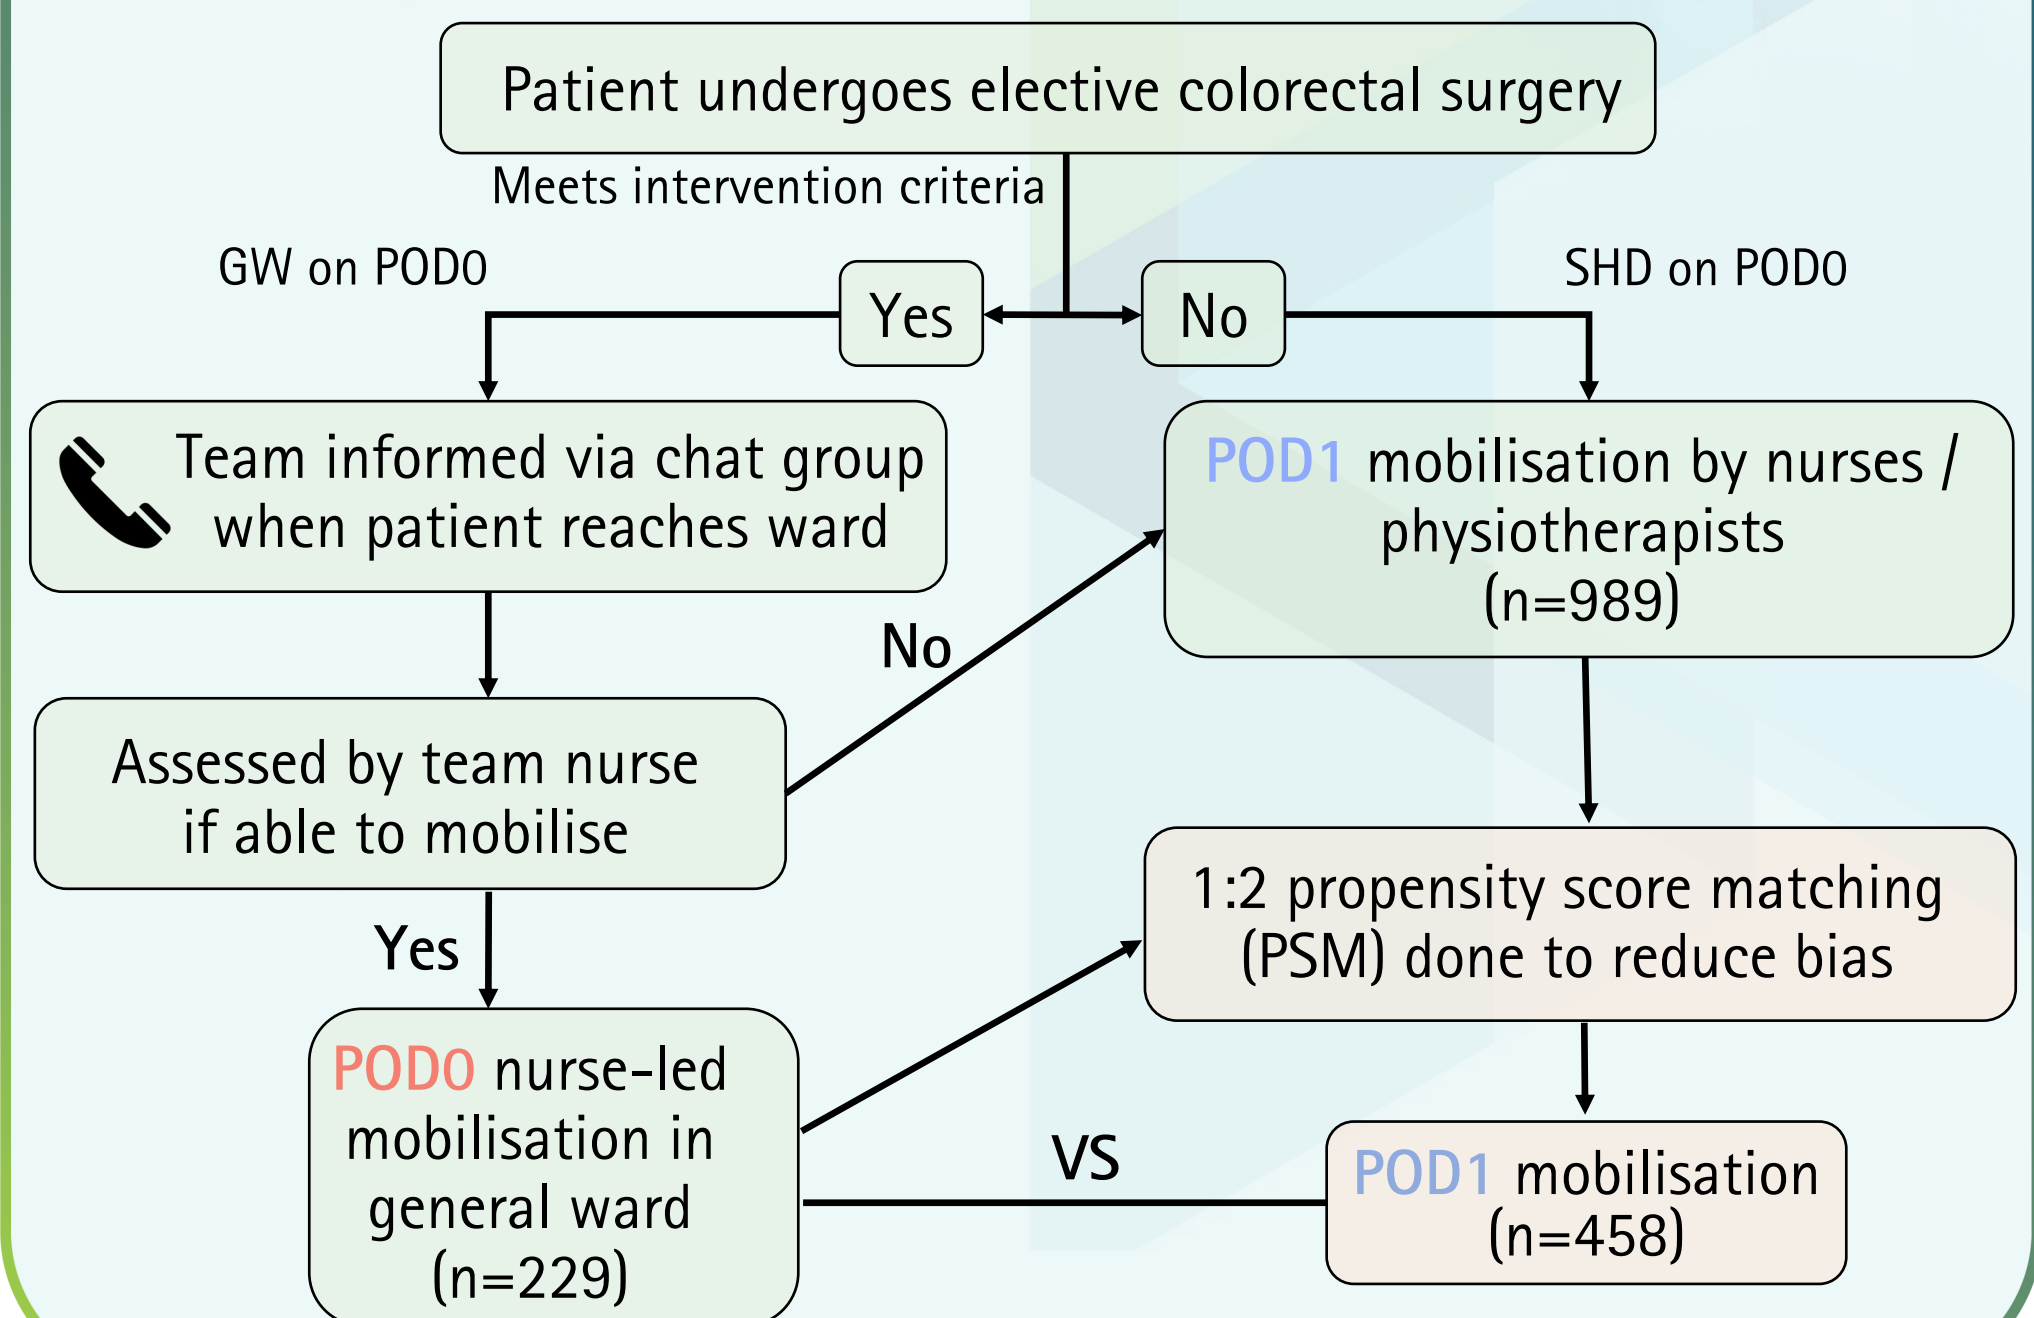 Patient undergoes elective colorectal surgery
Meets intervention criteria
GW on POD0
SHD on POD0
Yes
No
Team informed via chat group
when patient reaches ward
POD1 mobilisation by nurses /
physiotherapists
(n=989)
No
Assessed by team nurse
if able to mobilise
1:2 propensity score matching
(PSM) done to reduce bias
Yes
POD0 nurse-led
mobilisation in
general ward
(n=229)
VS
POD1 mobilisation
(n=458)